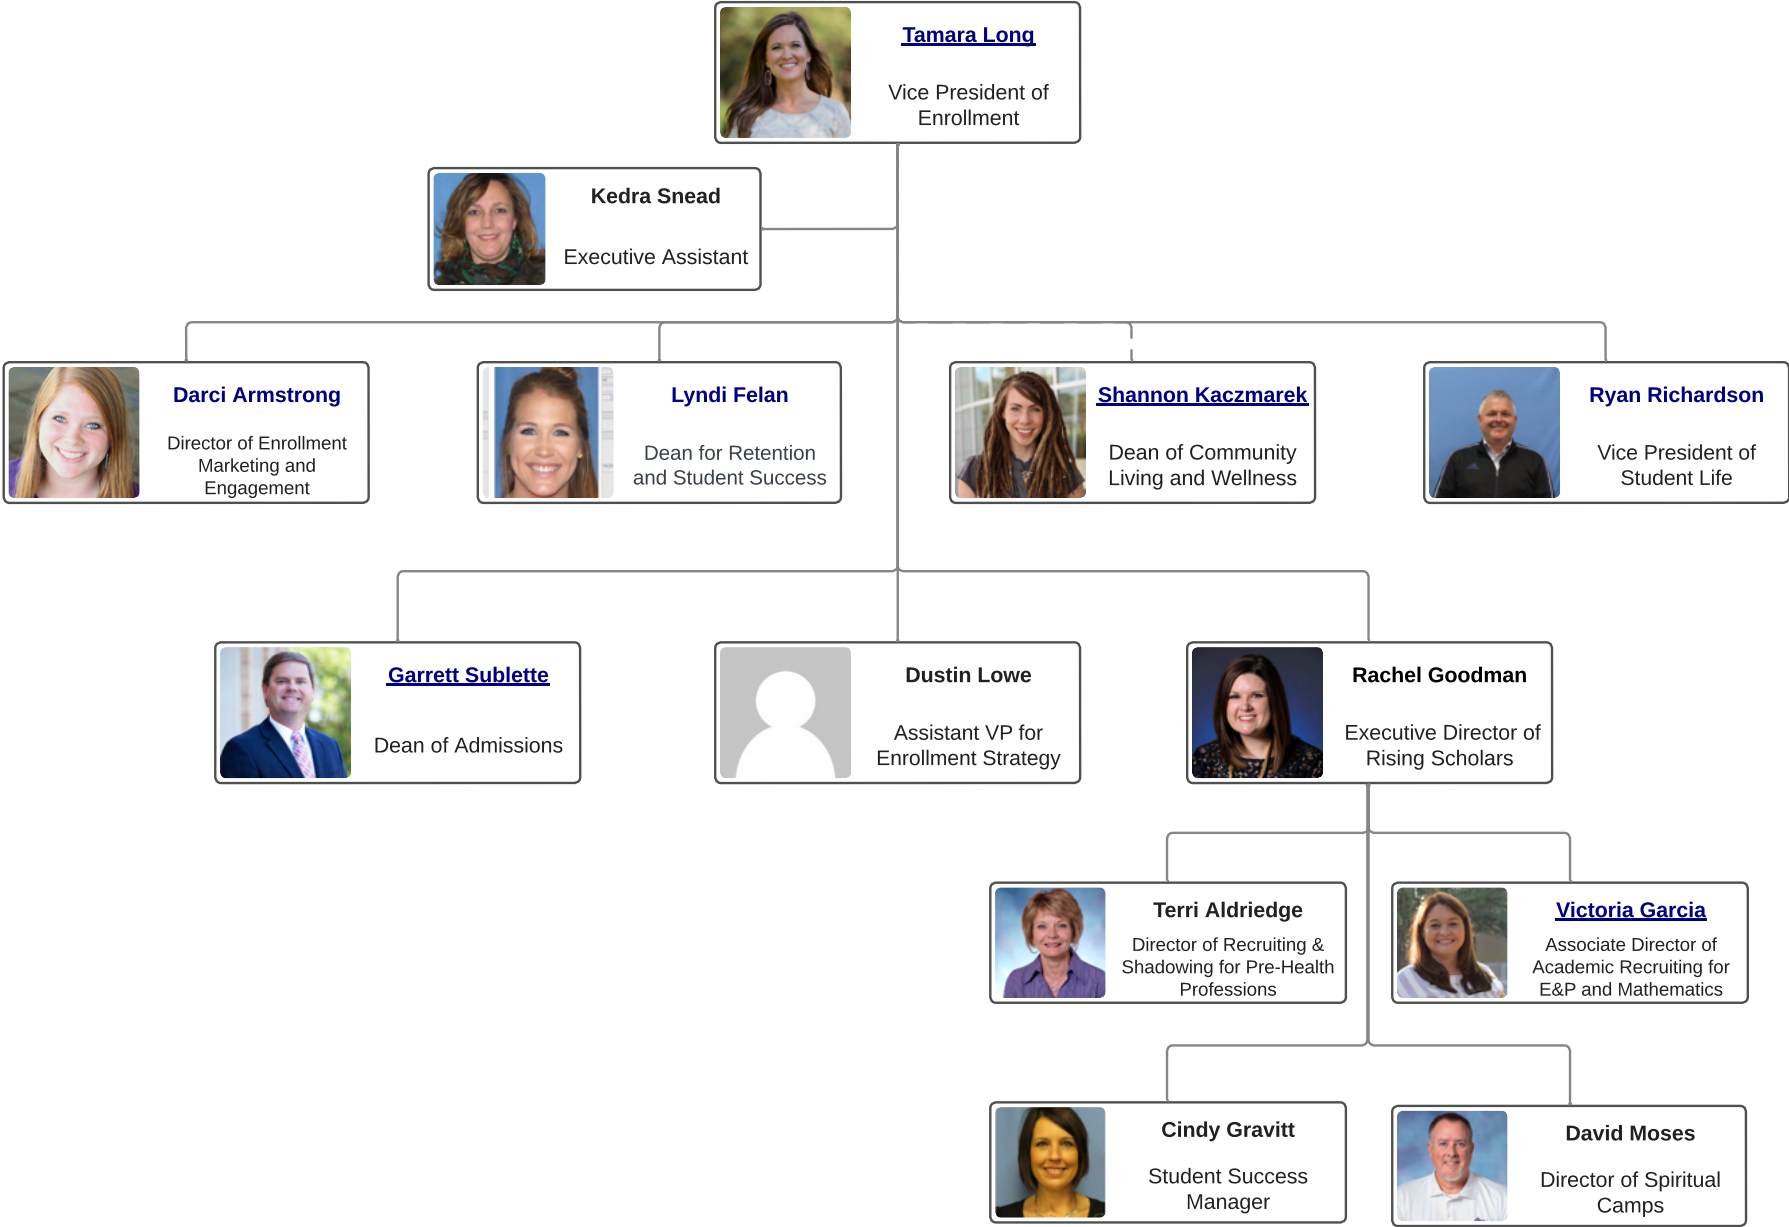 Tamara Long
Vice President of
Enrollment
Kedra Snead
Executive Assistant
Darci Armstrong
Director of Enrollment
Marketing and
Engagement
Lyndi Felan
Dean for Retention
and Student Success
Shannon Kaczmarek
Dean of Community
Living and Wellness
Ryan Richardson
Vice President of
Student Life
Garrett Sublette
Dean of Admissions
Dustin Lowe
Assistant VP for
Enrollment Strategy
Rachel Goodman
Executive Director of
Rising Scholars
Terri Aldriedge
Director of Recruiting &
Shadowing for Pre-Health
Professions
Victoria Garcia
Associate Director of
Academic Recruiting for
E&P and Mathematics
Cindy Gravitt
Student Success
Manager
David Moses
Director of Spiritual
Camps